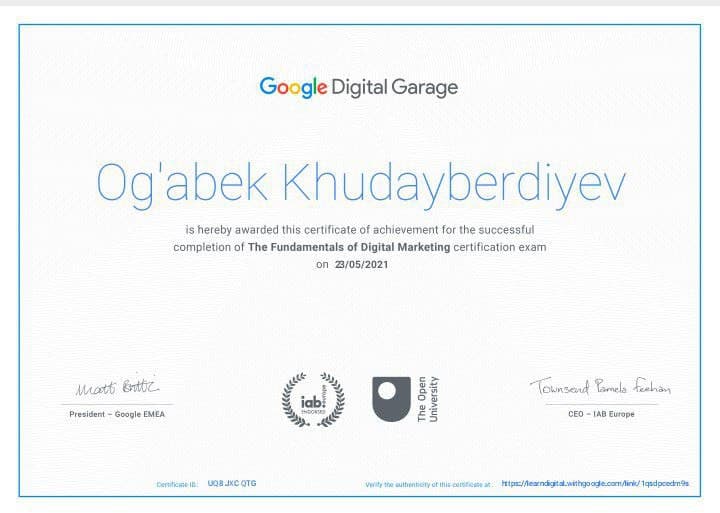 Google Digital Garage
Og'abek Khudayberdiyev
is hereby awarded this certificate of achievement for the successful
completion of The Fundamentals of Digital Marketing certification exam
on 23/05/2021
Matt Brittin
President – Google EMEA
iab: europe
ENDORSED
The Open
University
Townsend Pamela Feehan
CEO – IAB Europe
Certificate ID: UQ8 JXC QTG
Verify the authenticity of this certificate at https://learndigital.withgoogle.com/link/1qsdpcedm9s